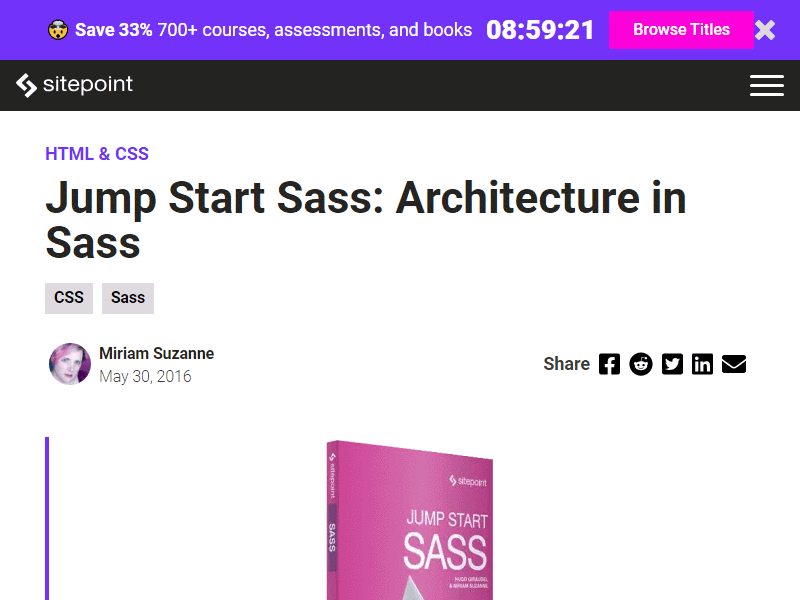 Save 33% 700+ courses, assessments, and books 08:59:21 Browse Titles
sitepoint
HTML & CSS
Jump Start Sass: Architecture in
Sass
CSS Sass
Miriam Suzanne
May 30, 2016
Share
sitepoint
sitepoint
JUMP START
SASS
SASS
HUGO GIRAUDEL
& MIRIAM SUZANNE